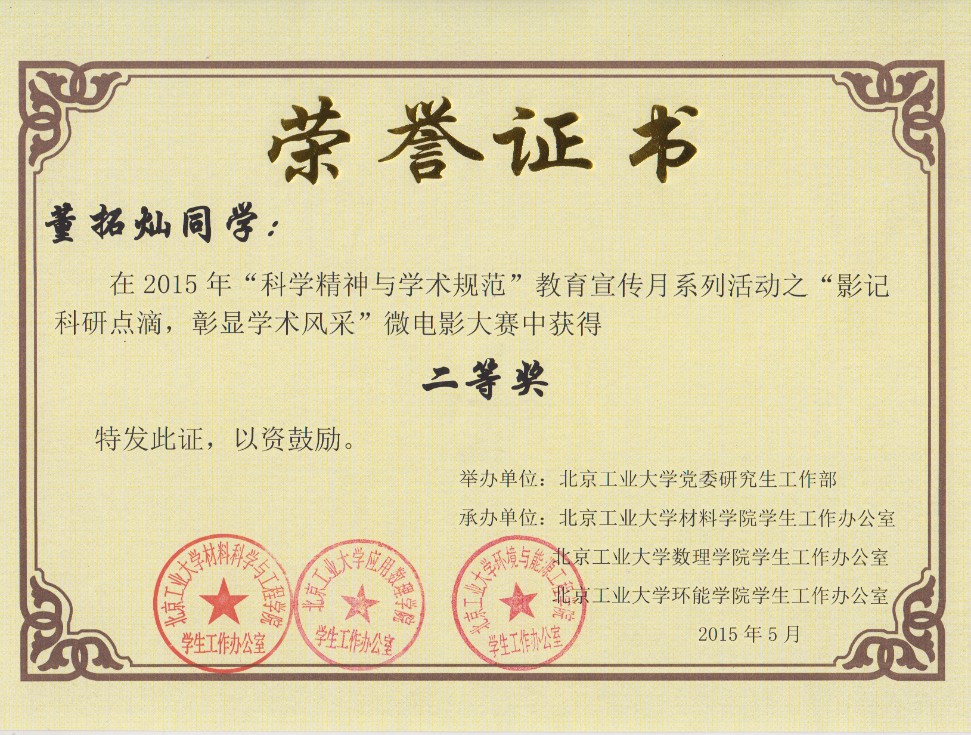 荣誉证书
董拓灿同学：
在 2015 年“科学精神与学术规范”教育宣传月系列活动之“影记
科研点滴，彰显学术风采”微电影大赛中获得
二等奖
特发此证，以资鼓励。
举办单位：北京工业大学党委研究生工作部
承办单位：北京工业大学材料学院学生工作办公室
北京工业大学数理学院学生工作办公室
北京工业大学环能学院学生工作办公室
2015 年 5 月
北京工业大学材料科学与工程学院
学生工作办公室
北京工业大学应用数理学院
学生工作办公室
北京工业大学环境与能源工程学院
学生工作办公室